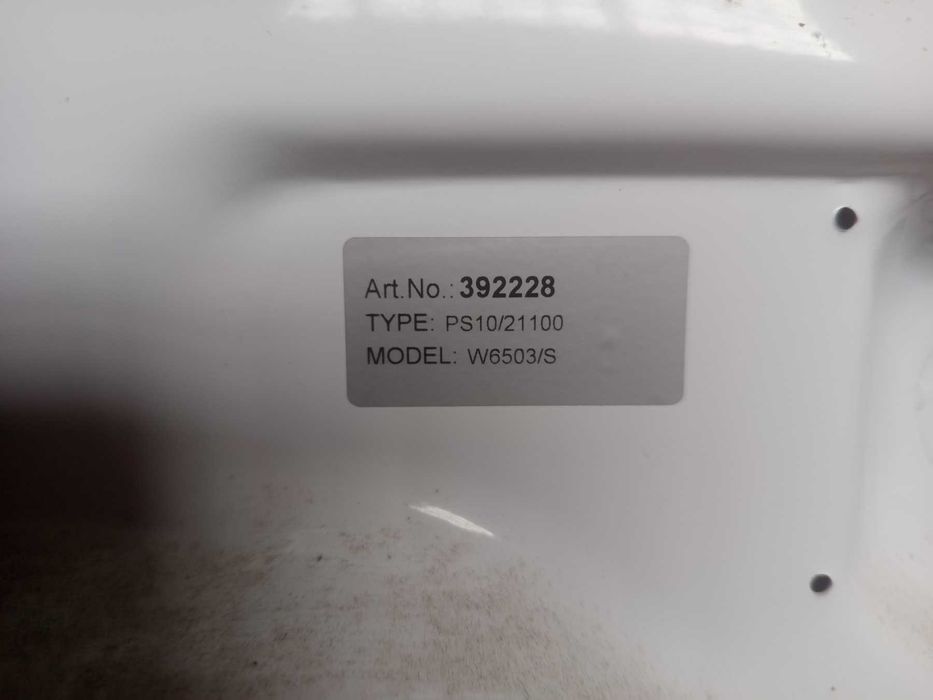 Art.No.: 392228
TYPE: PS10/21100
MODEL: W6503/S